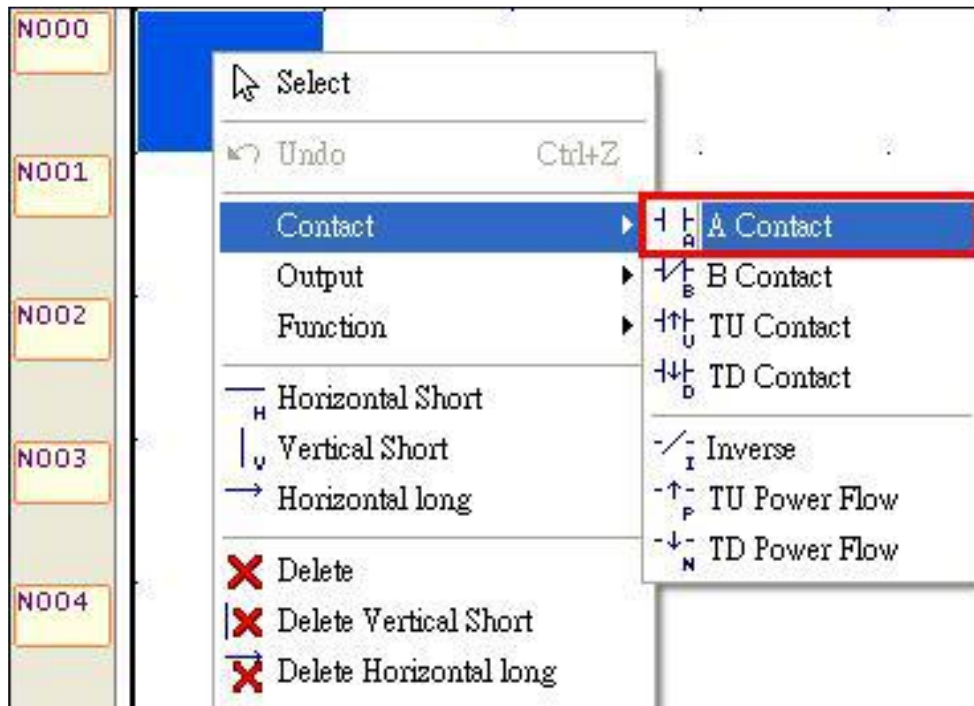 N000
Select
Undo Ctrl+Z
N001
Contact
A A Contact
Output
B B Contact
N002
Function
U TU Contact
D TD Contact
H Horizontal Short
V Vertical Short
I Inverse
N003
Horizontal long
P TU Power Flow
N TD Power Flow
Delete
N004
Delete Vertical Short
Delete Horizontal long